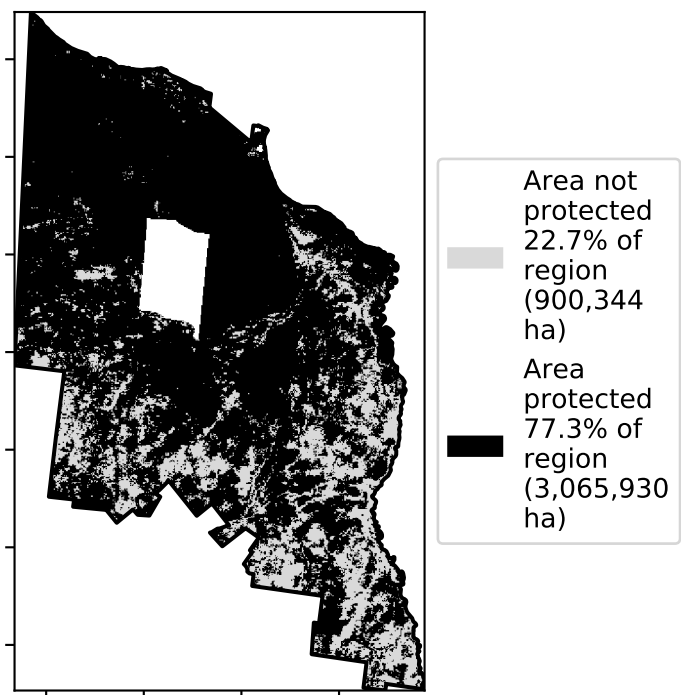 Area not
protected
22.7% of
region
(900,344
ha)
Area
protected
77.3% of
region
(3,065,930
ha)